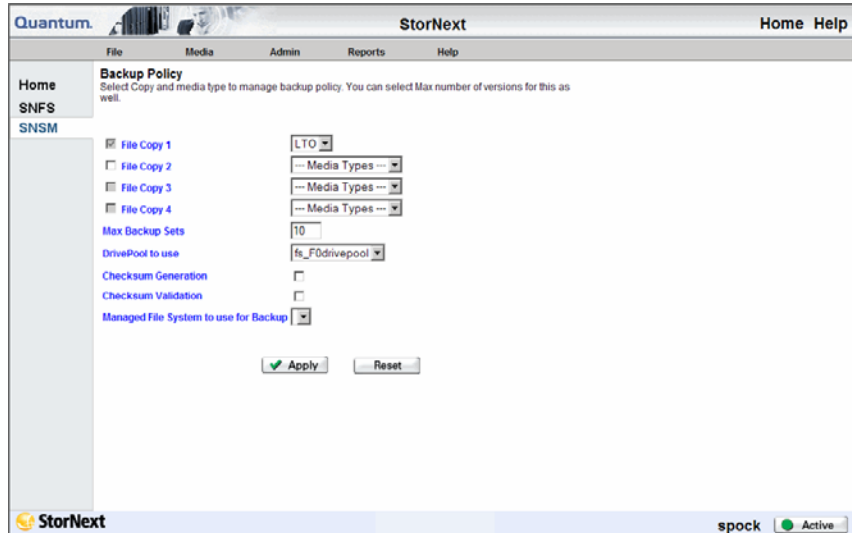 Quantum.
StorNext
Home Help
File Media Admin Reports Help
Home
SNFS
SNSM
Backup Policy
Select Copy and media type to manage backup policy. You can select Max number of versions for this as
well.
File Copy 1 LTO
File Copy 2 --- Media Types ---
File Copy 3 --- Media Types ---
File Copy 4 --- Media Types ---
Max Backup Sets 10
DrivePool to use fs_F0drivepool
Checksum Generation
Checksum Validation
Managed File System to use for Backup
Apply Reset
StorNext
spock Active